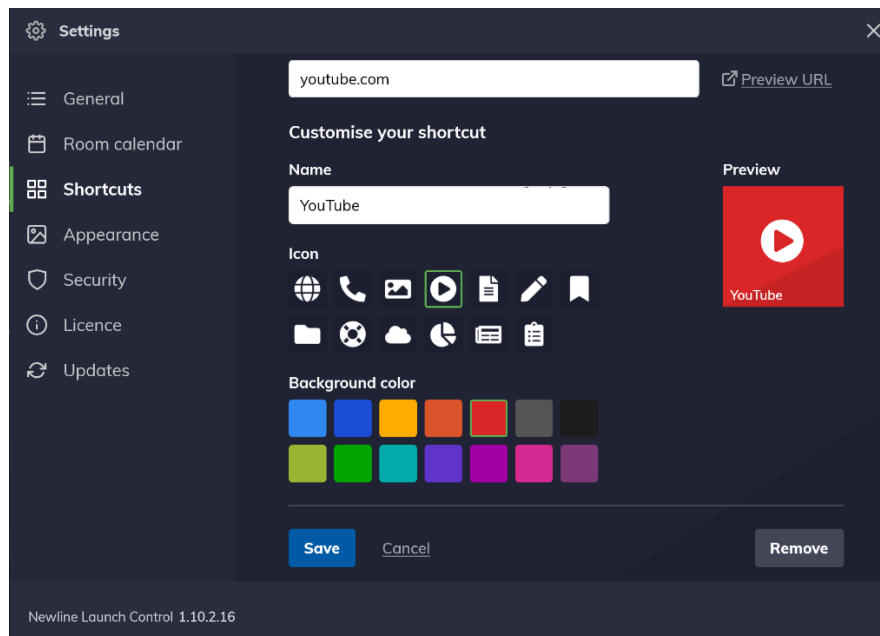 Settings
General
Room calendar
Shortcuts
Appearance
Security
Licence
Updates
youtube.com
Preview URL
Customise your shortcut
Name
YouTube
Icon
Background color
Preview
YouTube
Save
Cancel
Remove
Newline Launch Control 1.10.2.16